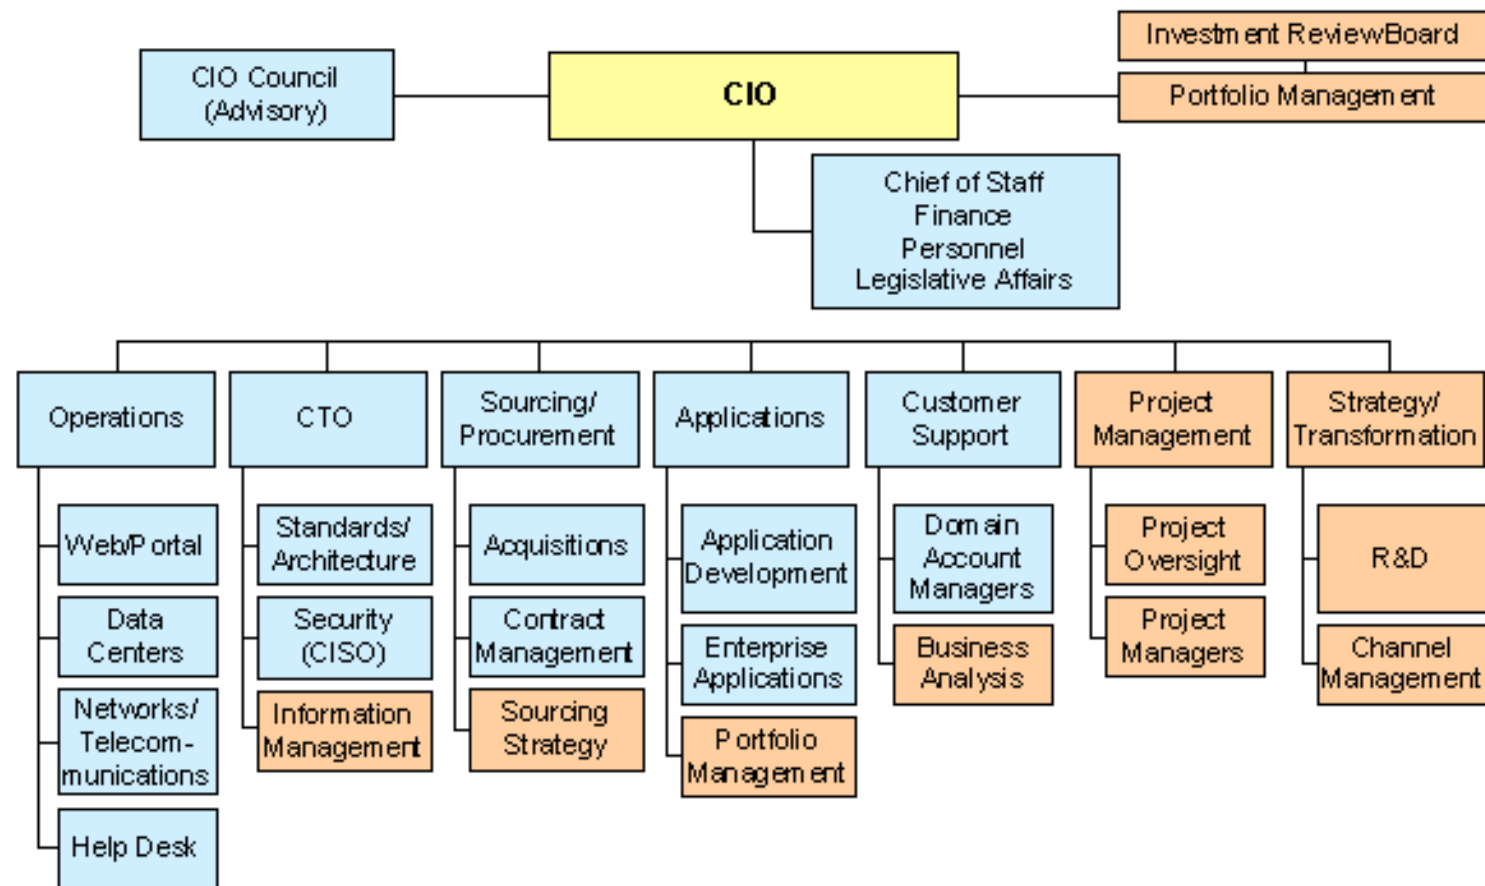 Investment Review Board
CIO Council
(Advisory)
CIO
Portfolio Management
Chief of Staff
Finance
Personnel
Legislative Affairs
Operations
CTO
Sourcing/
Procurement
Applications
Customer
Support
Project
Management
Strategy/
Transformation
Web/Portal
Data
Centers
Networks/
Telecom-
munications
Help Desk
Standards/
Architecture
Security
(CISO)
Information
Management
Acquisitions
Contract
Management
Sourcing
Strategy
Application
Development
Enterprise
Applications
Portfolio
Management
Domain
Account
Managers
Business
Analysis
Project
Oversight
Project
Managers
R&D
Channel
Management